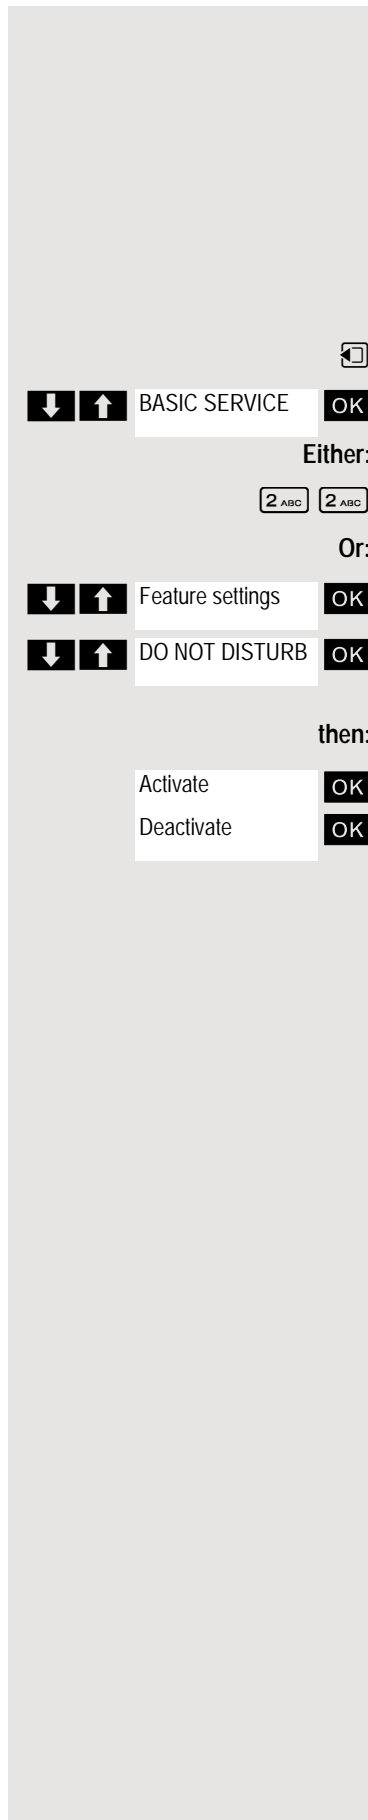 BASIC SERVICE OK
Either:
2 ABC 2 ABC
Or:
Feature settings OK
DO NOT DISTURB OK
then:
Activate OK
Deactivate OK